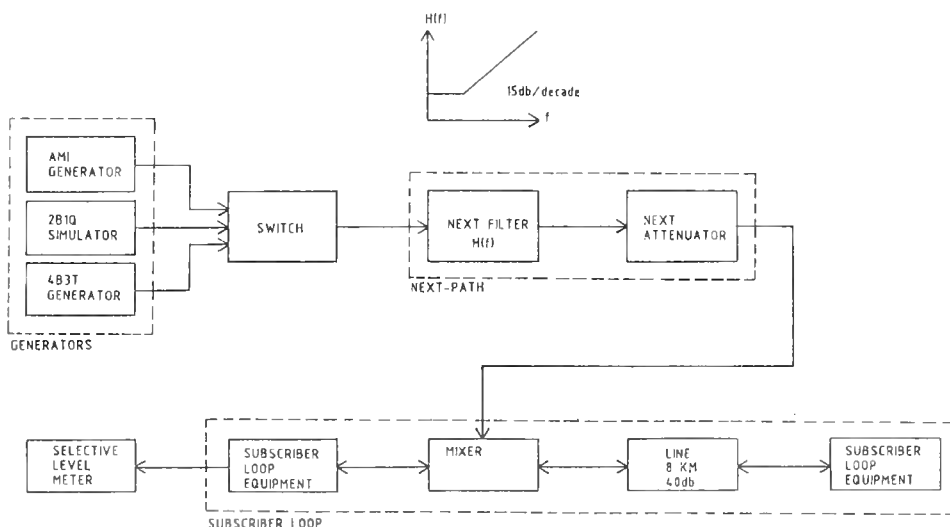 H(f)
15db/decade
f
AMI
GENERATOR
2B1Q
SIMULATOR
4B3T
GENERATOR
GENERATORS
SWITCH
NEXT FILTER
H(f)
NEXT
ATTENUATOR
NEXT-PATH
SELECTIVE
LEVEL
METER
SUBSCRIBER
LOOP
EQUIPMENT
MIXER
LINE
8 KM
40db
SUBSCRIBER
LOOP
EQUIPMENT
SUBSCRIBER LOOP